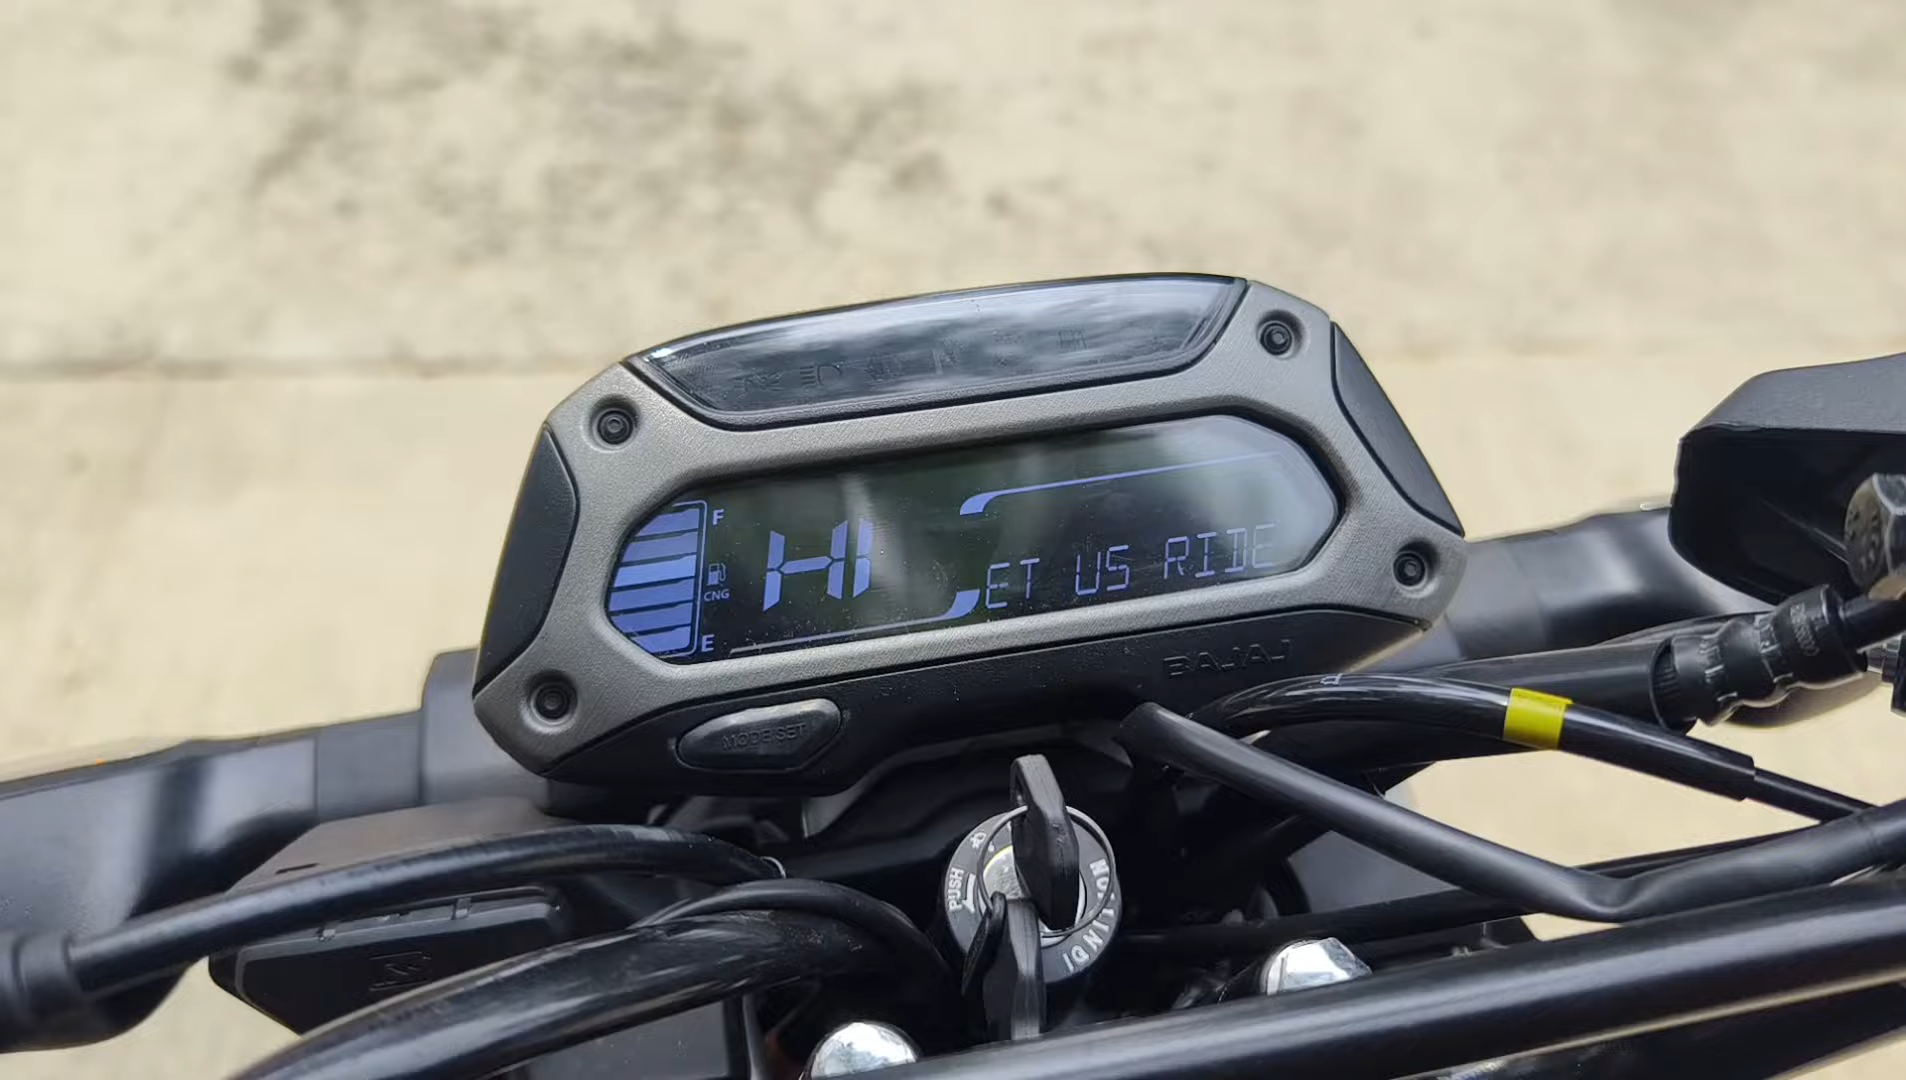 F
HI
ET US RIDE
CNG
E
BAJAJ
MODE/SET
PUSH
IGNITION